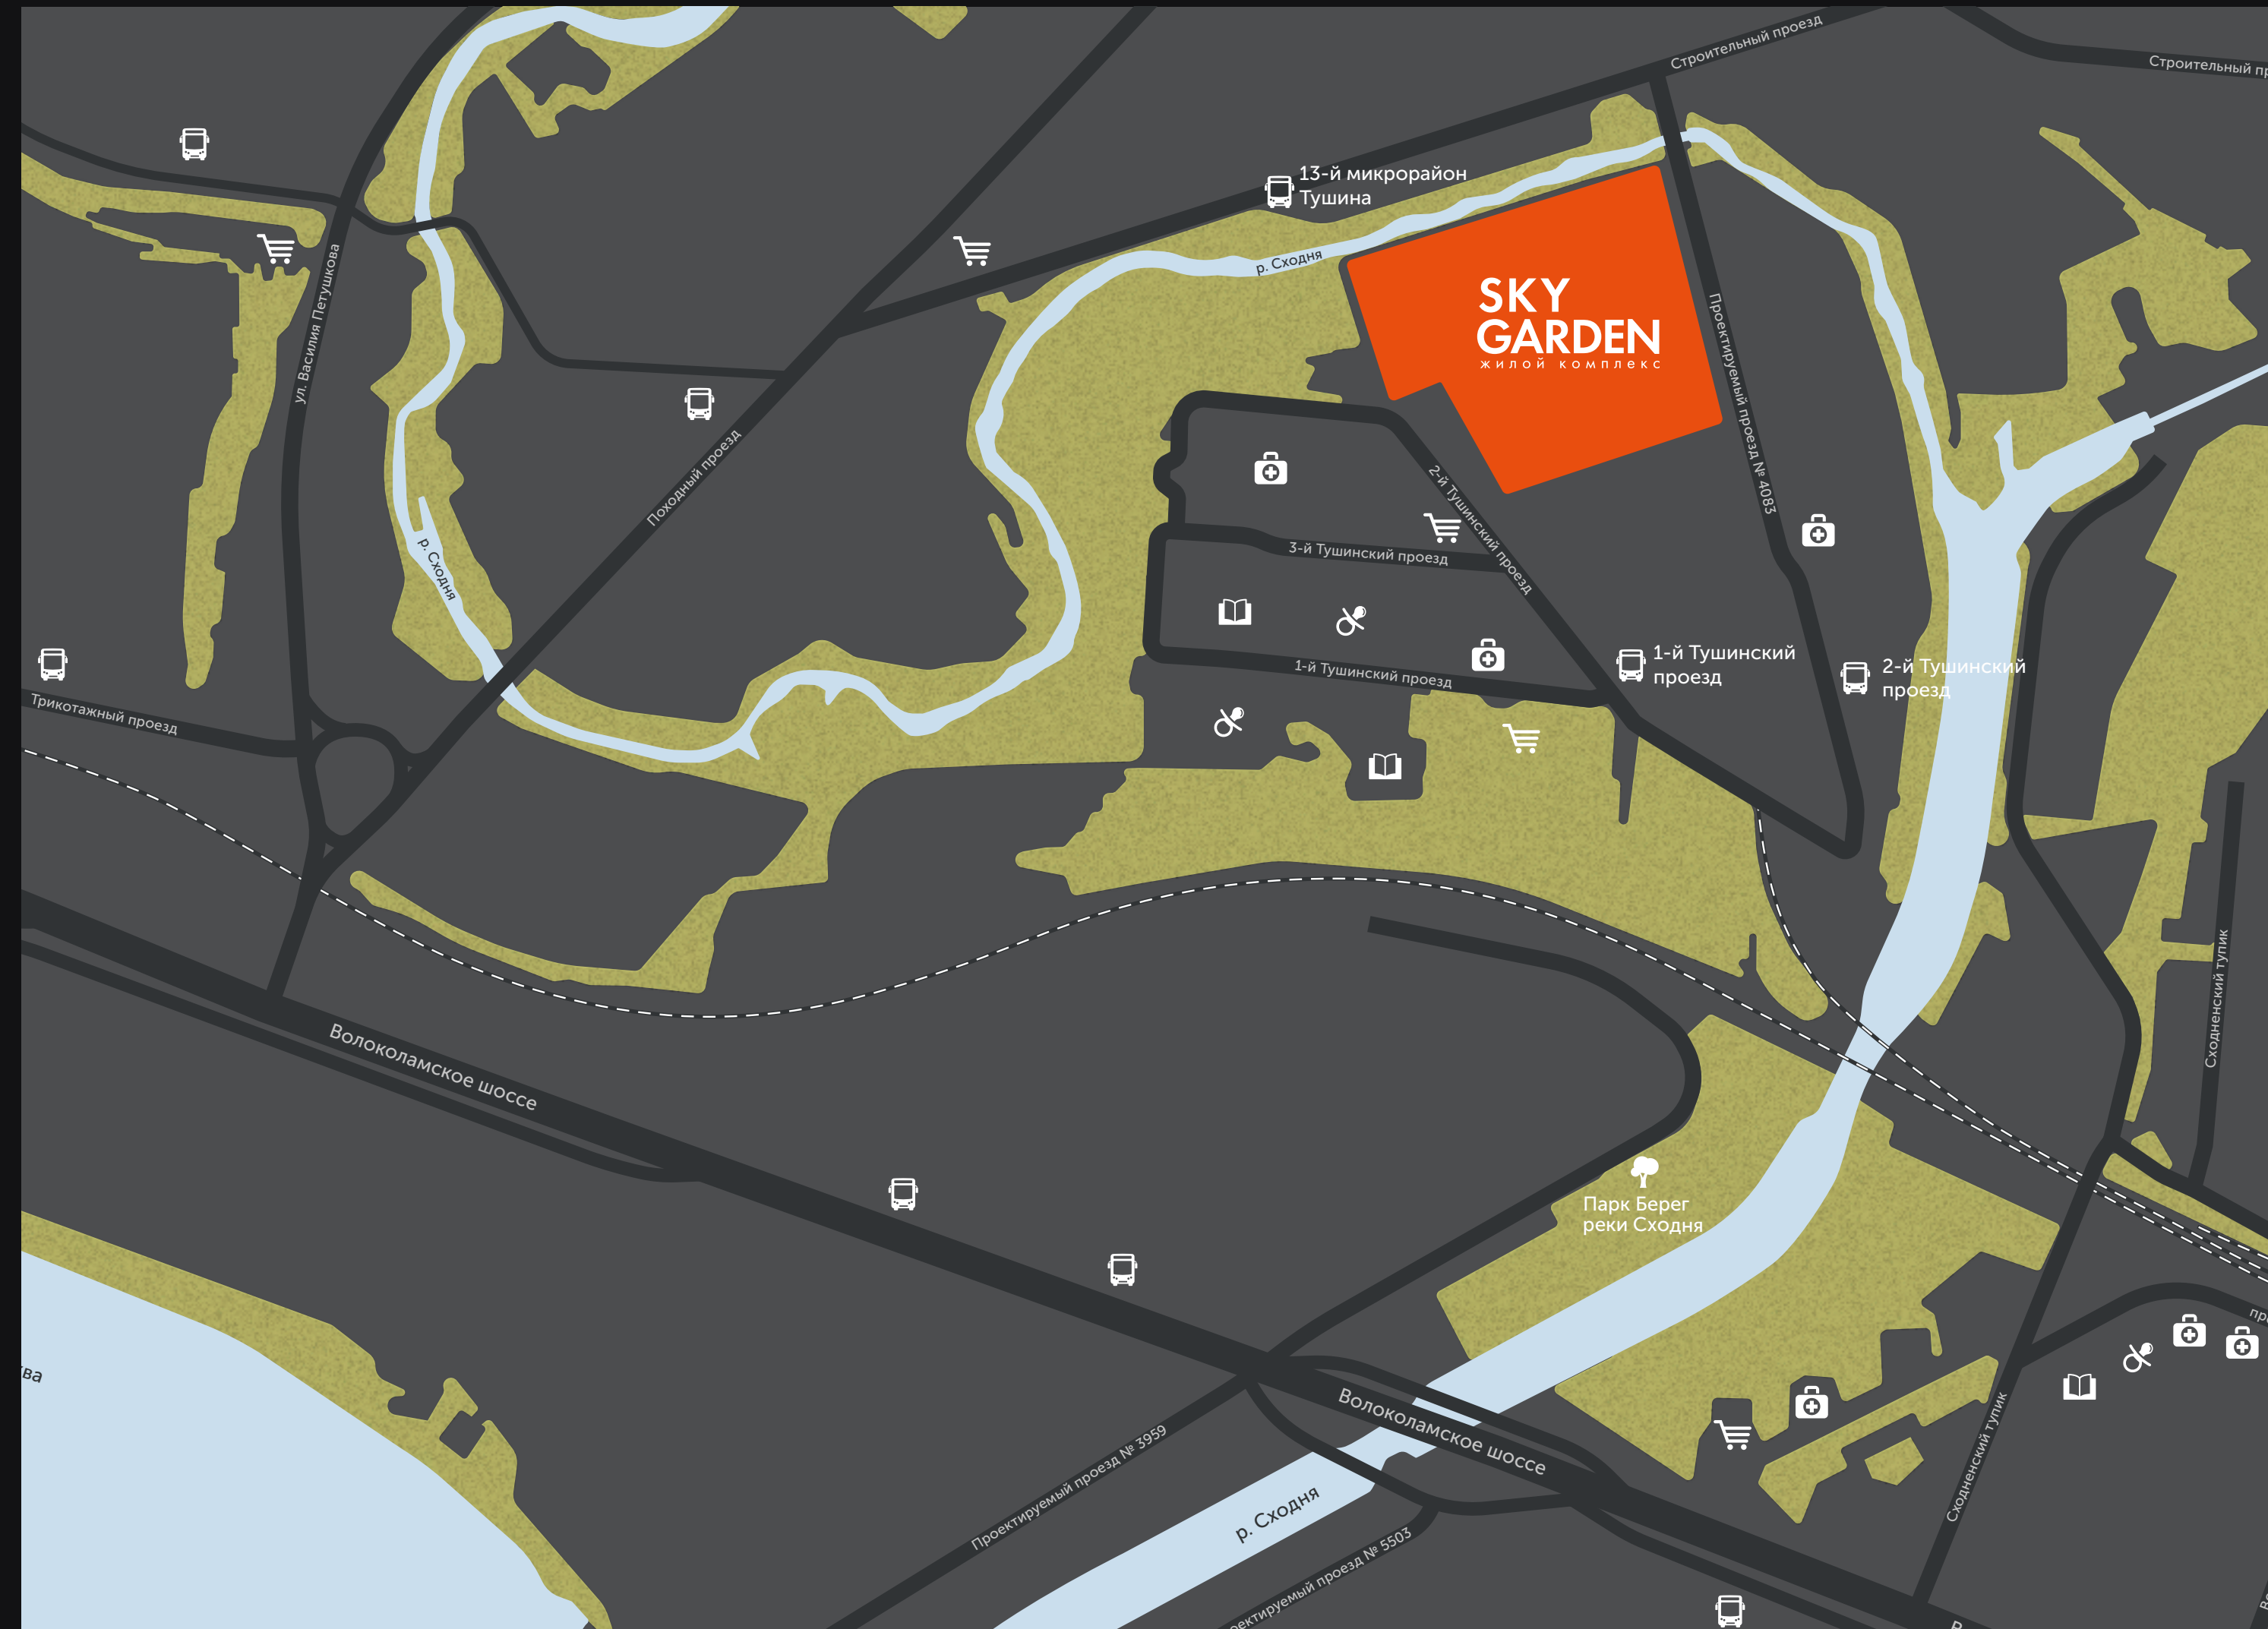 Строительный проезд
Строительный
13-й микрорайон
Тушина
р. Сходня
SKY
GARDEN
жилой комплекс
ул. Василия Петушкова
Проектируемый проезд № 4083
Походный проезд
2-й Тушинский проезд
р. Сходня
3-й Тушинский проезд
1-й Тушинский проезд
1-й Тушинский
проезд
2-й Тушинский
проезд
Трикотажный проезд
Сходненский тупик
Волоколамское шоссе
Парк Берег
реки Сходня
Волоколамское шоссе
Сходненский тупик
Проектируемый проезд № 3959
р. Сходня
проезд № 5503